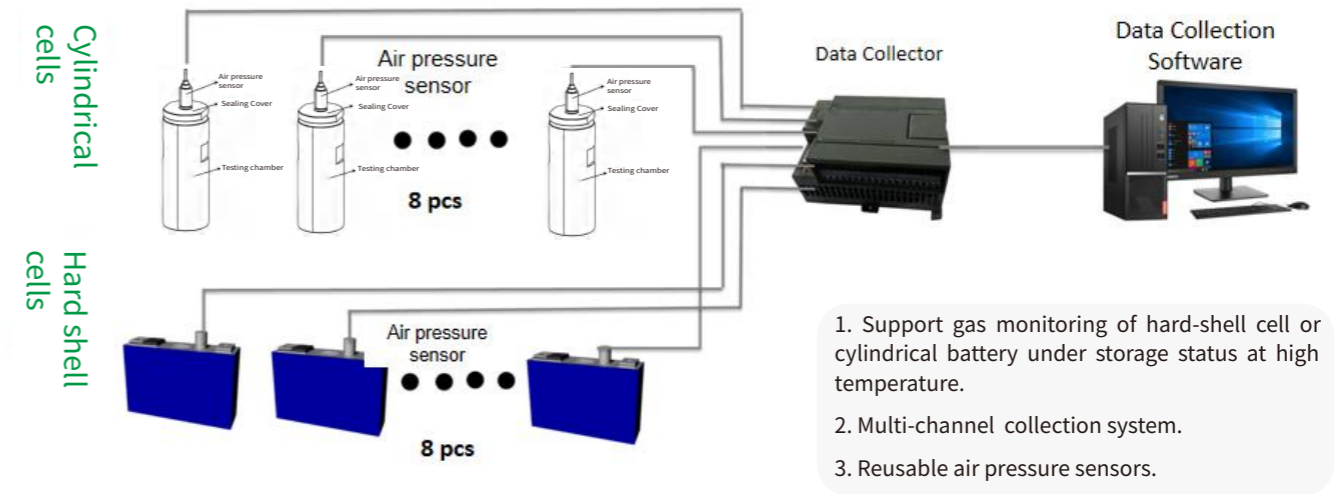 Cylindrical
cells
Air pressure
sensor
Air pressure
sensor
Sealing Cover
Testing chamber
Air pressure
sensor
Sealing Cover
Testing chamber
Air pressure
sensor
Sealing Cover
Testing chamber
8 pcs
Data Collector
Data Collection
Software
Hard shell
cells
Air pressure
sensor
8 pcs
1. Support gas monitoring of hard-shell cell or
cylindrical battery under storage status at high
temperature.
2. Multi-channel collection system.
3. Reusable air pressure sensors.